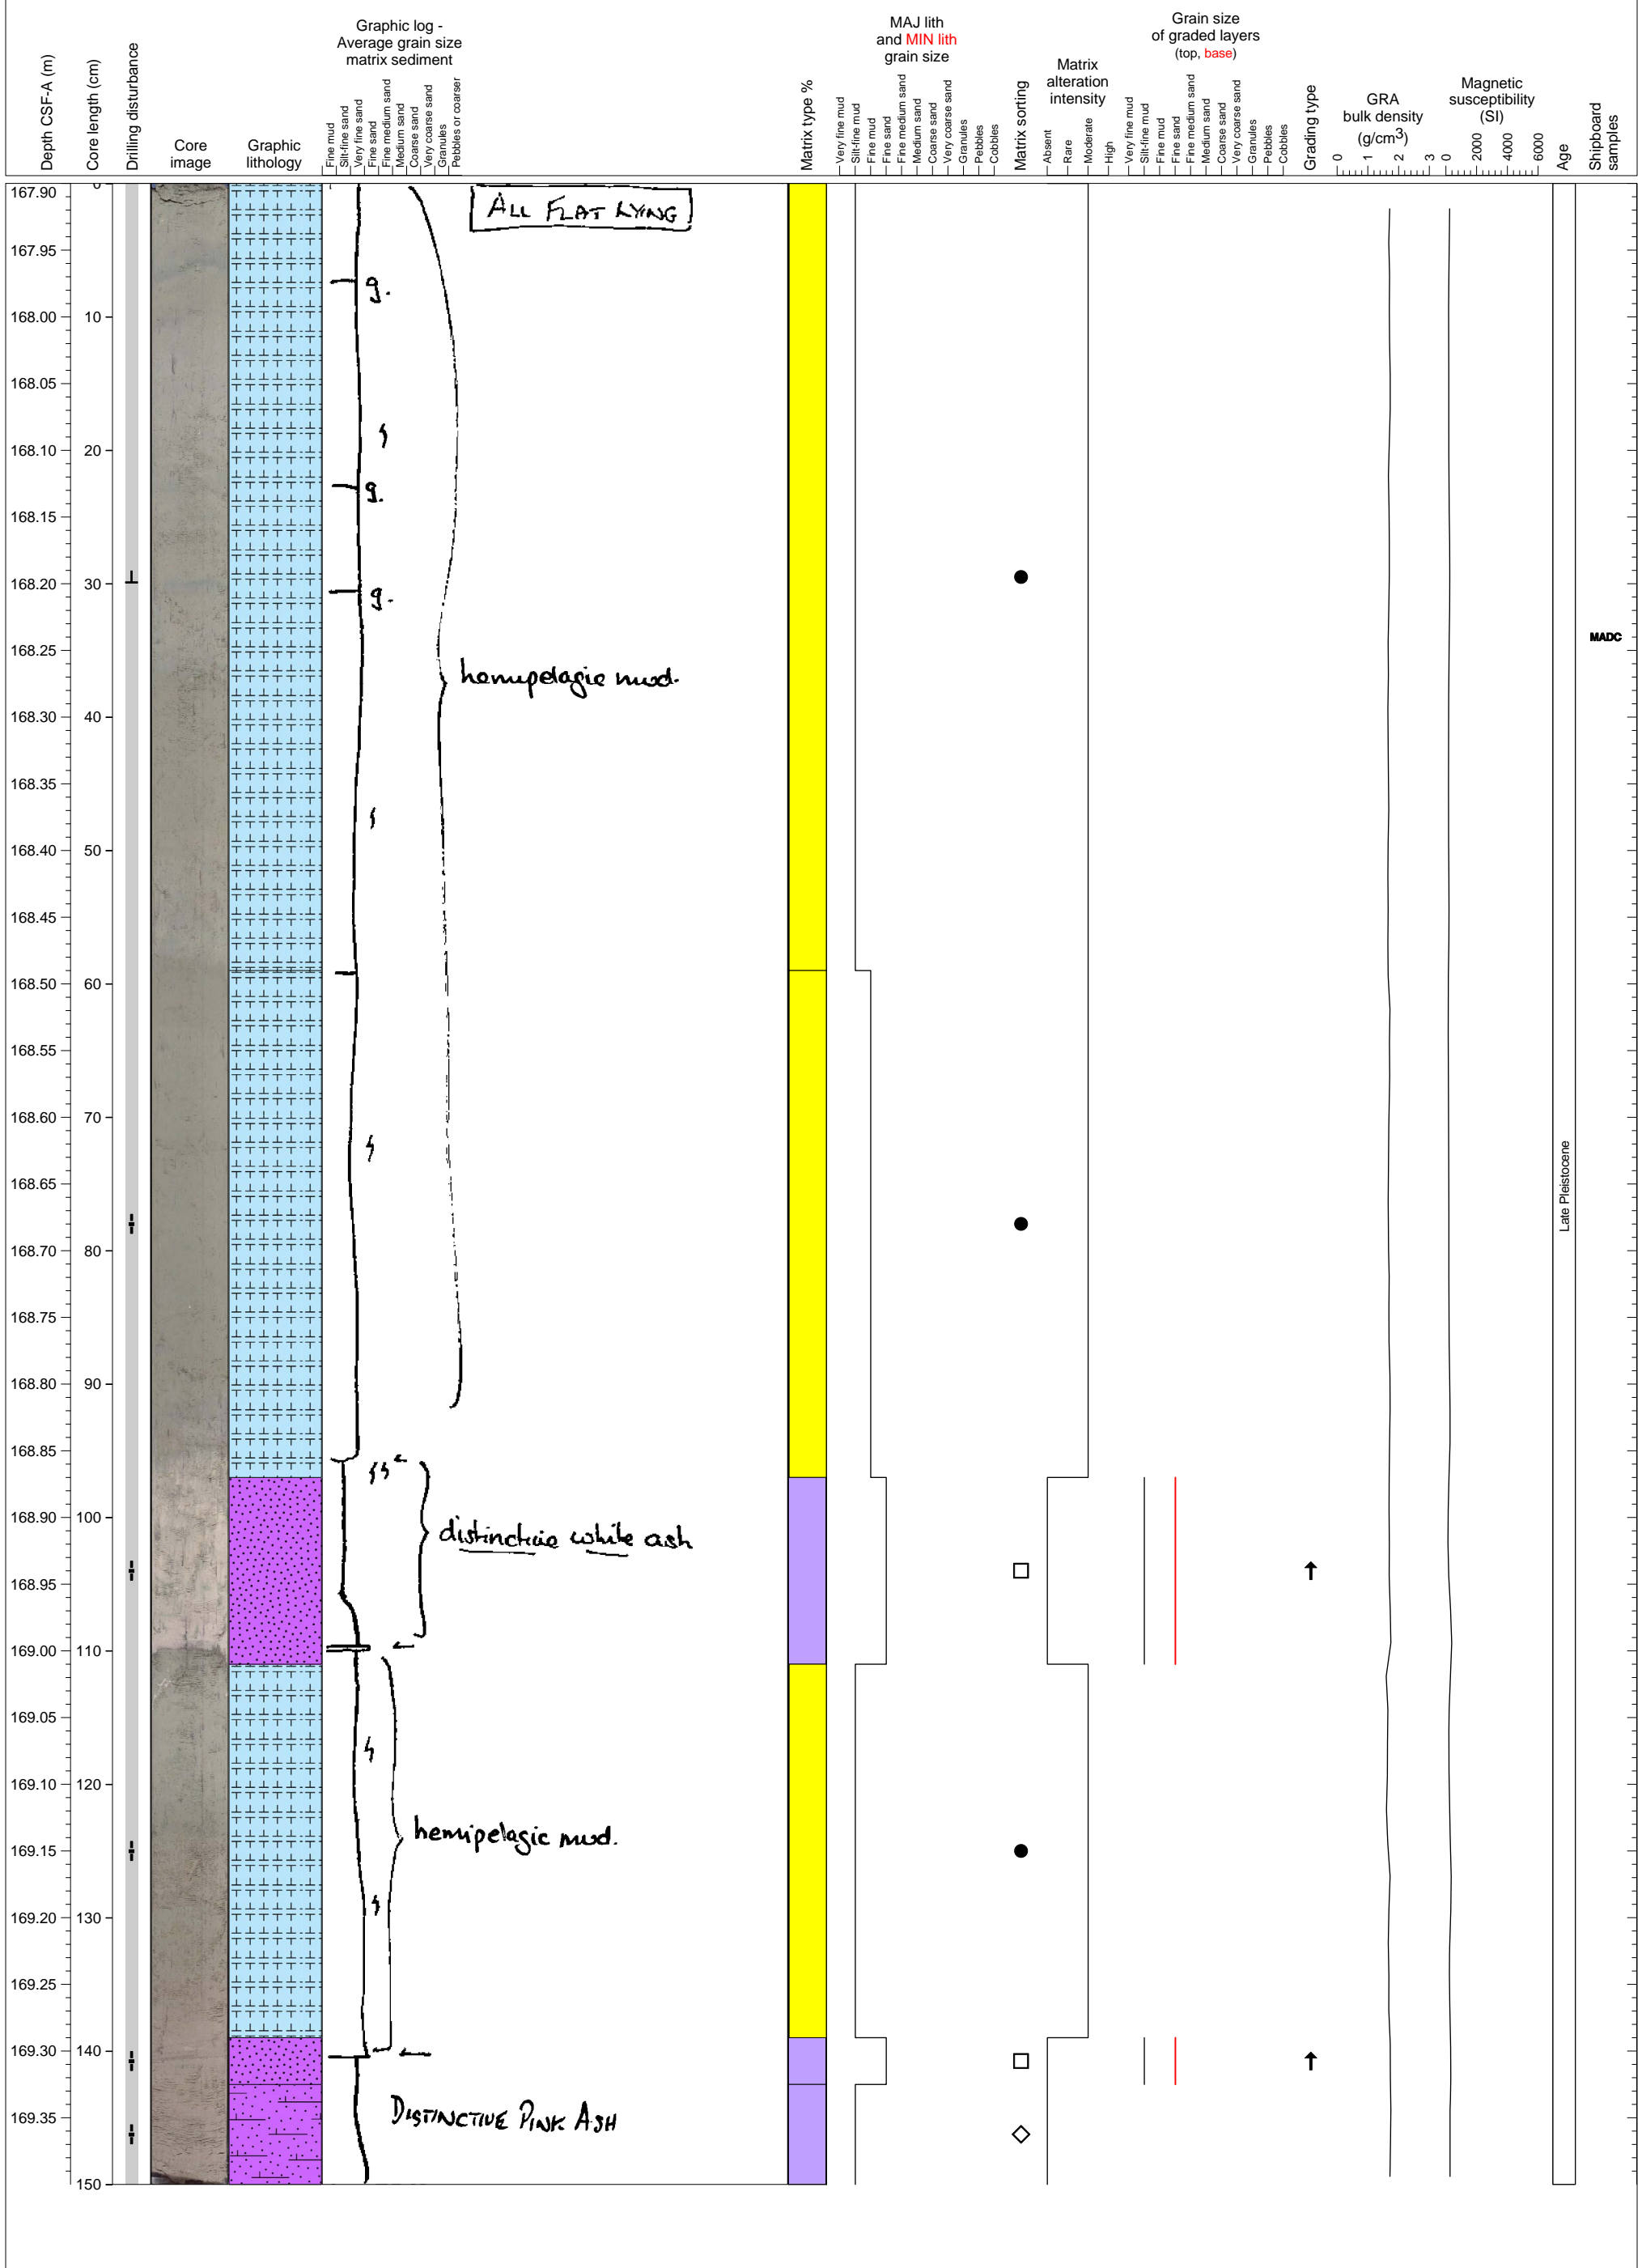 Depth CSF-A (m)
Core length (cm)
Drilling disturbance
Core
image
Graphic
lithology
Graphic log -
Average grain size
matrix sediment
Fine mud
Silt-fine sand
Very fine sand
Fine sand
Fine medium sand
Medium sand
Coarse sand
Very coarse sand
Granules
Pebbles or coarser
Matrix type %
MAJ lith
and MIN lith
grain size
Very fine mud
Silt-fine mud
Fine mud
Fine sand
Fine medium sand
Medium sand
Coarse sand
Very coarse sand
Granules
Pebbles
Cobbles
Matrix sorting
Matrix
alteration
intensity
Absent
Rare
Moderate
High
Grain size
of graded layers
(top, base)
Very fine mud
Silt-fine mud
Fine mud
Fine sand
Fine medium sand
Medium sand
Coarse sand
Very coarse sand
Granules
Pebbles
Cobbles
Grading type
GRA
bulk density
(g/cm3)
0 1 2 3
Magnetic
susceptibility
(SI)
0 2000 4000 6000
Age
Shipboard
samples
167.90 0
ALL FLAT LYING
167.95
g.
168.00 10
168.05
168.10 20
g.
168.15
168.20 30
g.
168.25
MADC
hemipelagic mud.
168.30 40
168.35
168.40 50
168.45
168.50 60
168.55
168.60 70
168.65
Late Pleistocene
168.70 80
168.75
168.80 90
168.85
168.90 100
distinctive white ash
168.95
169.00 110
169.05
169.10 120
hemipelagic mud.
169.15
169.20 130
169.25
169.30 140
169.35
DISTINCTIVE PINK ASH
150